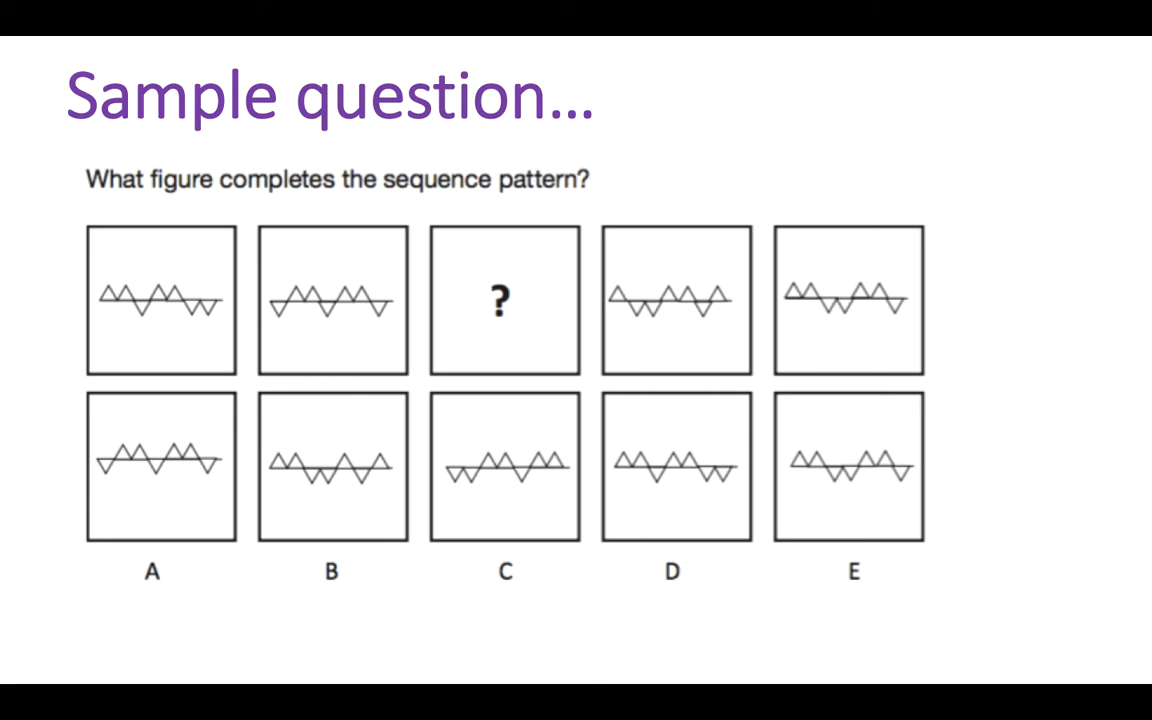 Sample question...
What figure completes the sequence pattern?
?
A B C D E